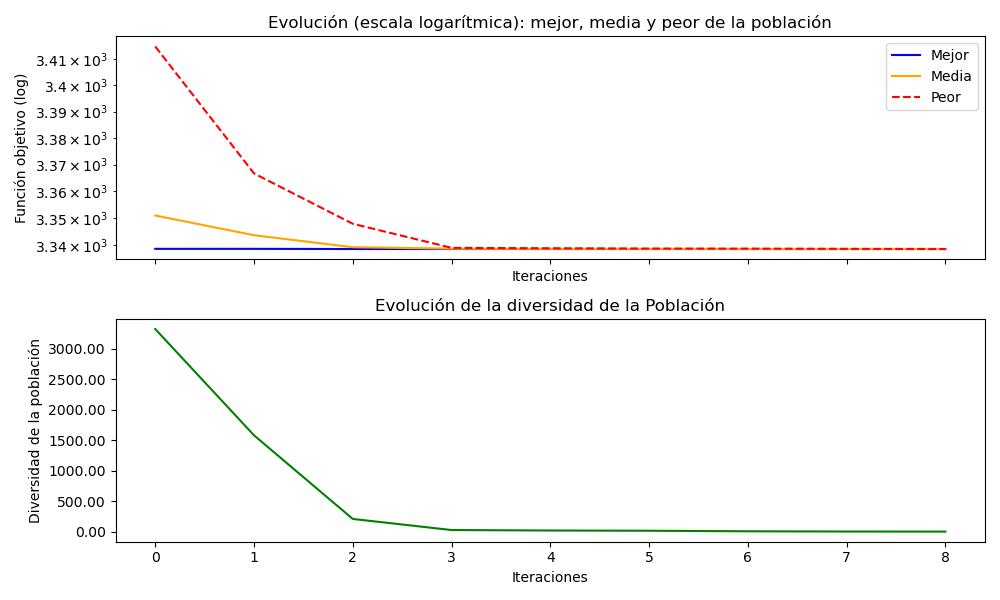 Evolución (escala logarítmica): mejor, media y peor de la población
Función objetivo (log)
3.41 × 10³
3.4 × 10³
3.39 × 10³
3.38 × 10³
3.37 × 10³
3.36 × 10³
3.35 × 10³
3.34 × 10³
Mejor
Media
Peor
Iteraciones
Evolución de la diversidad de la Población
Diversidad de la población
3000.00
2500.00
2000.00
1500.00
1000.00
500.00
0.00
0 1 2 3 4 5 6 7 8
Iteraciones